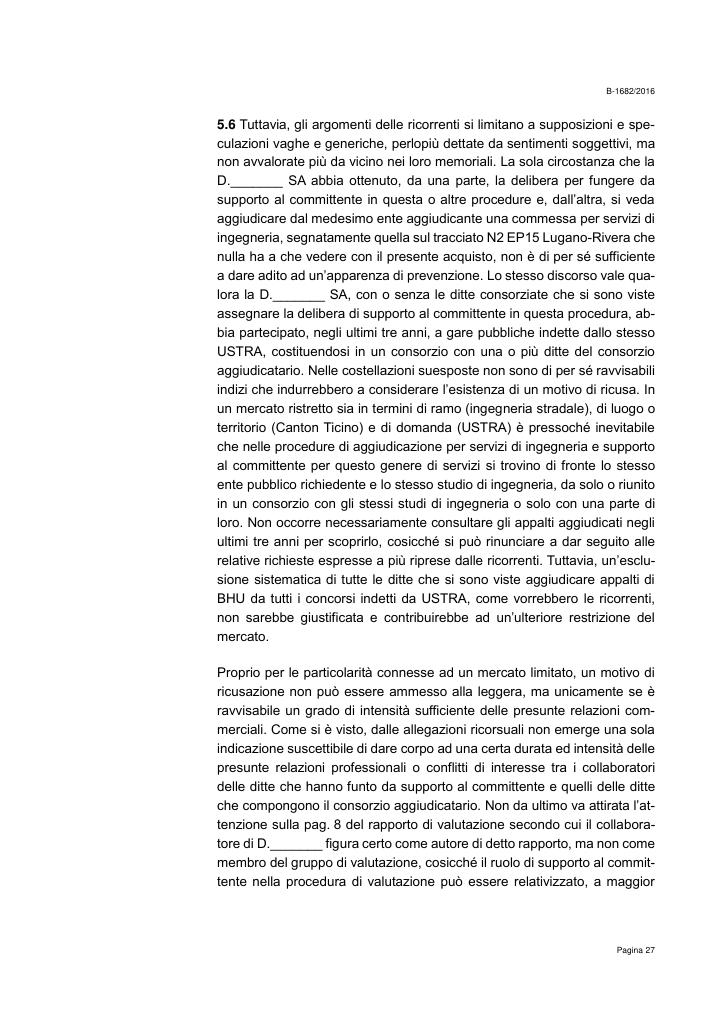 B-1682/2016
5.6 Tuttavia, gli argomenti delle ricorrenti si limitano a supposizioni e spe-
culazioni vaghe e generiche, perlopiù dettate da sentimenti soggettivi, ma
non avvalorate più da vicino nei loro memoriali. La sola circostanza che la
D._______ SA abbia ottenuto, da una parte, la delibera per fungere da
supporto al committente in questa o altre procedure e, dall'altra, si veda
aggiudicare dal medesimo ente aggiudicante una commessa per servizi di
ingegneria, segnatamente quella sul tracciato N2 EP15 Lugano-Rivera che
nulla ha a che vedere con il presente acquisto, non è di per sé sufficiente
a dare adito ad un'apparenza di prevenzione. Lo stesso discorso vale qua-
lora la D._______ SA, con o senza le ditte consorziate che si sono viste
assegnare la delibera di supporto al committente in questa procedura, ab-
bia partecipato, negli ultimi tre anni, a gare pubbliche indette dallo stesso
USTRA, costituendosi in un consorzio con una o più ditte del consorzio
aggiudicatario. Nelle costellazioni suesposte non sono di per sé ravvisabili
indizi che indurrebbero a considerare l'esistenza di un motivo di ricusa. In
un mercato ristretto sia in termini di ramo (ingegneria stradale), di luogo o
territorio (Canton Ticino) e di domanda (USTRA) è pressoché inevitabile
che nelle procedure di aggiudicazione per servizi di ingegneria e supporto
al committente per questo genere di servizi si trovino di fronte lo stesso
ente pubblico richiedente e lo stesso studio di ingegneria, da solo o riunito
in un consorzio con gli stessi studi di ingegneria o solo con una parte di
loro. Non occorre necessariamente consultare gli appalti aggiudicati negli
ultimi tre anni per scoprirlo, cosicché si può rinunciare a dar seguito alle
relative richieste espresse a più riprese dalle ricorrenti. Tuttavia, un'esclu-
sione sistematica di tutte le ditte che si sono viste aggiudicare appalti di
BHU da tutti i concorsi indetti da USTRA, come vorrebbero le ricorrenti,
non sarebbe giustificata e contribuirebbe ad un'ulteriore restrizione del
mercato.
Proprio per le particolarità connesse ad un mercato limitato, un motivo di
ricusazione non può essere ammesso alla leggera, ma unicamente se è
ravvisabile un grado di intensità sufficiente delle presunte relazioni com-
merciali. Come si è visto, dalle allegazioni ricorsuali non emerge una sola
indicazione suscettibile di dare corpo ad una certa durata ed intensità delle
presunte relazioni professionali o conflitti di interesse tra i collaboratori
delle ditte che hanno funto da supporto al committente e quelli delle ditte
che compongono il consorzio aggiudicatario. Non da ultimo va attirata l'at-
tenzione sulla pag. 8 del rapporto di valutazione secondo cui il collabora-
tore di D._______ figura certo come autore di detto rapporto, ma non come
membro del gruppo di valutazione, cosicché il ruolo di supporto al commit-
tente nella procedura di valutazione può essere relativizzato, a maggior
Pagina 27